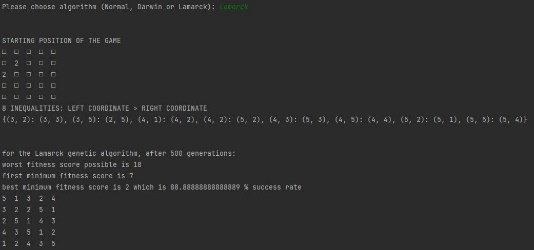 Please choose algorithm (Normal, Darwin or Lamarck): Lamarck
STARTING POSITION OF THE GAME
□ □ □ □ □
□ 2 □ □ □
2 □ □ □ □
□ □ □ □ □
□ □ □ □ □
8 INEQUALITIES: LEFT COORDINATE > RIGHT COORDINATE
{(3, 2): (3, 3), (3, 5): (2, 5), (4, 1): (4, 2), (4, 2): (5, 2), (4, 3): (5, 3), (4, 5): (4, 4), (5, 2): (5, 1), (5, 5): (5, 4)}
for the Lamarck genetic algorithm, after 500 generations:
worst fitness score possible is 18
first minimum fitness score is 7
best minimum fitness score is 2 which is 88.88888888888889 % success rate
5 1 3 2 4
3 2 2 5 1
2 5 1 4 3
4 3 5 1 2
1 2 4 3 5